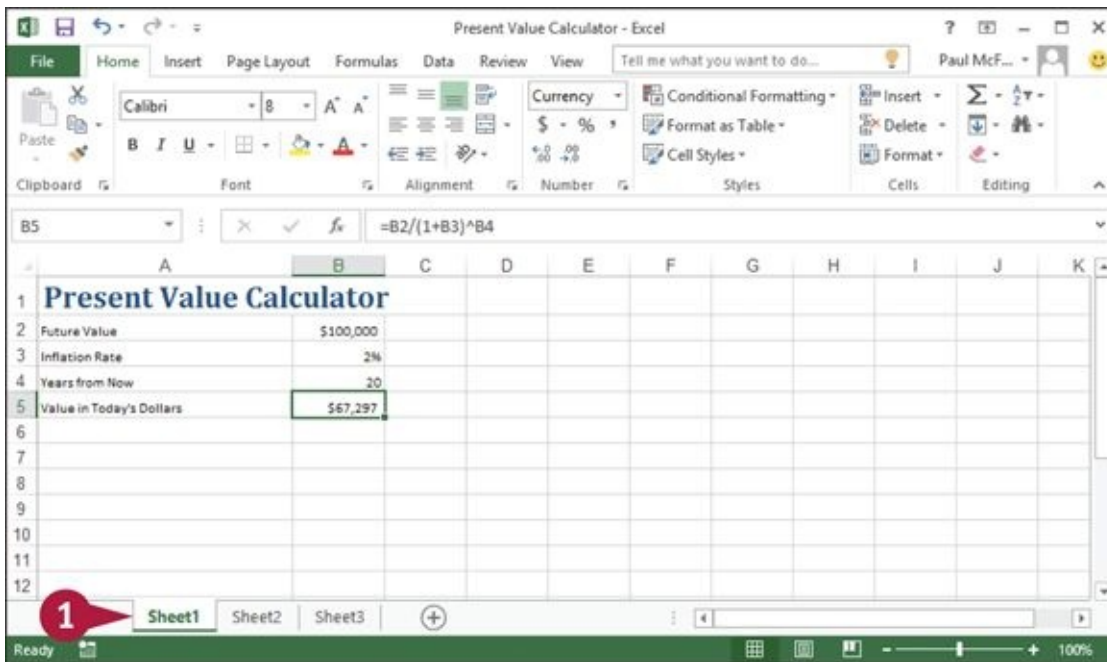 Present Value Calculator - Excel ?
File Home Insert Page Layout Formulas Data Review View Tell me what you want to do... Paul McF...
Paste Calibri 8 A A Currency Conditional Formatting Insert Σ
B I U A $ % , Format as Table Delete
Cell Styles Format
Clipboard Font Alignment Number Styles Cells Editing
B5 fx =B2/(1+B3)^B4
A B C D E F G H I J K
1 Present Value Calculator
2 Future Value $100,000
3 Inflation Rate 2%
4 Years from Now 20
5 Value in Today's Dollars $67,297
6
7
8
9
10
11
12
1 Sheet1 Sheet2 Sheet3
Ready 100%